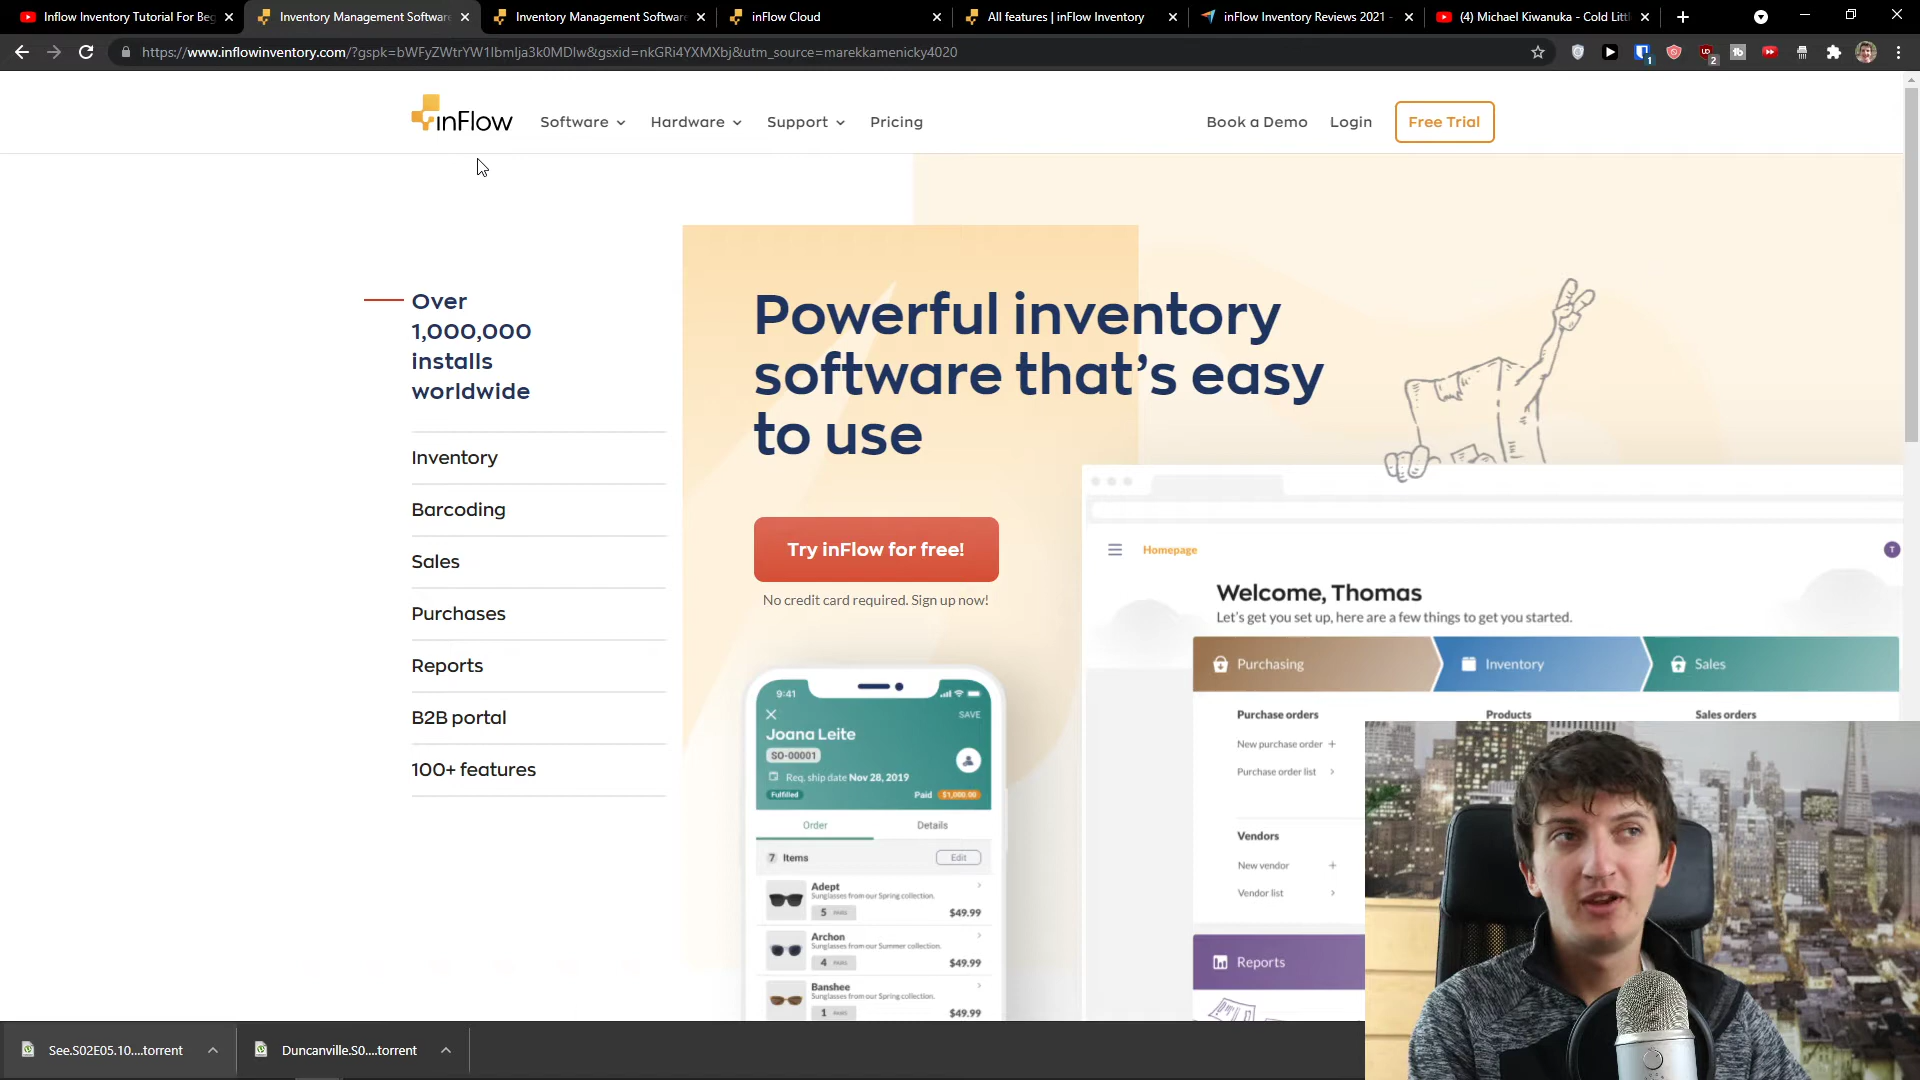 Inflow Inventory Tutorial For Beg
Inventory Management Software
Inventory Management Software
inFlow Cloud
All features | inFlow Inventory
inFlow Inventory Reviews 2021 -
(4) Michael Kiwanuka - Cold Littl
https://www.inflowinventory.com/?gspk=bWFyZWtrYW1lbmlja3k0MDIw&gsxid=nkGRi4YXMXbj&utm_source=marekkamenicky4020
inFlow
Software
Hardware
Support
Pricing
Book a Demo
Login
Free Trial
Over
1,000,000
installs
worldwide
Inventory
Barcoding
Sales
Purchases
Reports
B2B portal
100+ features
Powerful inventory
software that's easy
to use
Try inFlow for free!
No credit card required. Sign up now!
9:41
SAVE
Joana Leite
SO-00001
Req. ship date Nov 28, 2019
Fulfilled
Paid $1,000.00
Order
Details
7 Items
Edit
Adept
Sunglasses from our Spring collection.
5
$49.99
Archon
Sunglasses from our Summer collection.
4
$49.99
Banshee
Sunglasses from our Spring collection.
1
$49.99
Homepage
T
Welcome, Thomas
Let's get you set up, here are a few things to get you started.
Purchasing
Inventory
Sales
Purchase orders
Products
Sales orders
New purchase order +
Purchase order list >
Vendors
New vendor +
Vendor list >
Reports
See.S02E05.10....torrent
Duncanville.S0....torrent